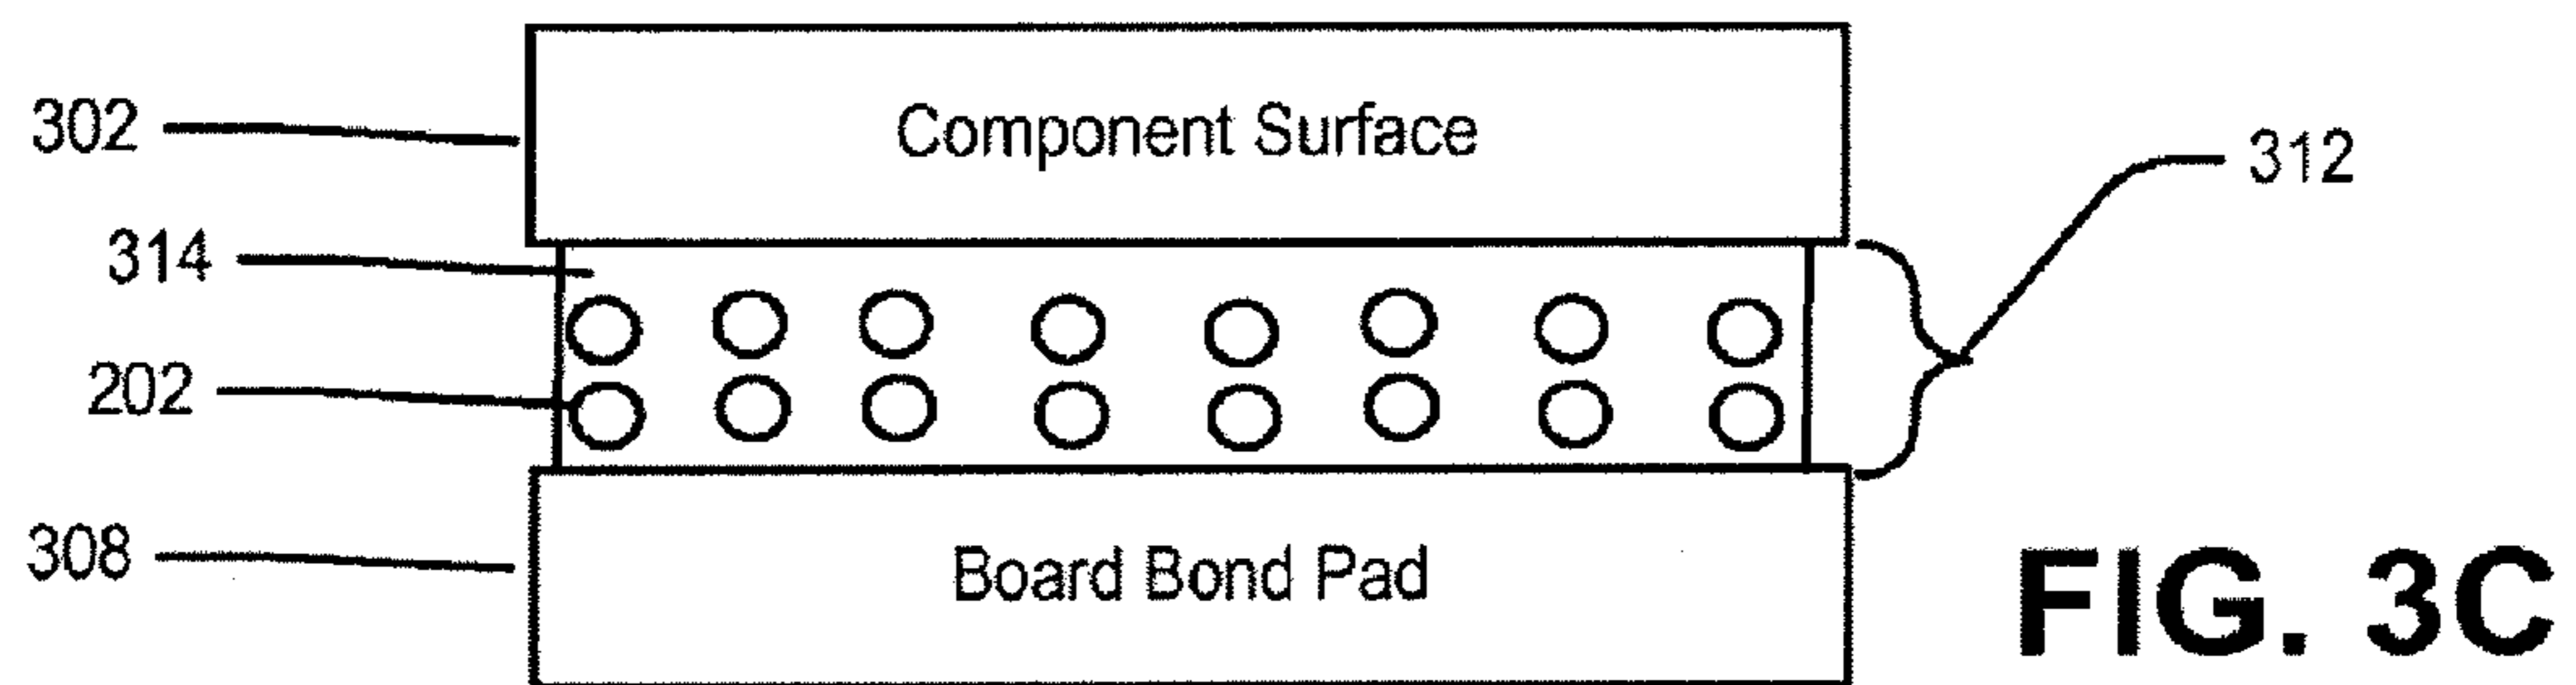 302
Component Surface
312
314
202
308
Board Bond Pad
FIG. 3C